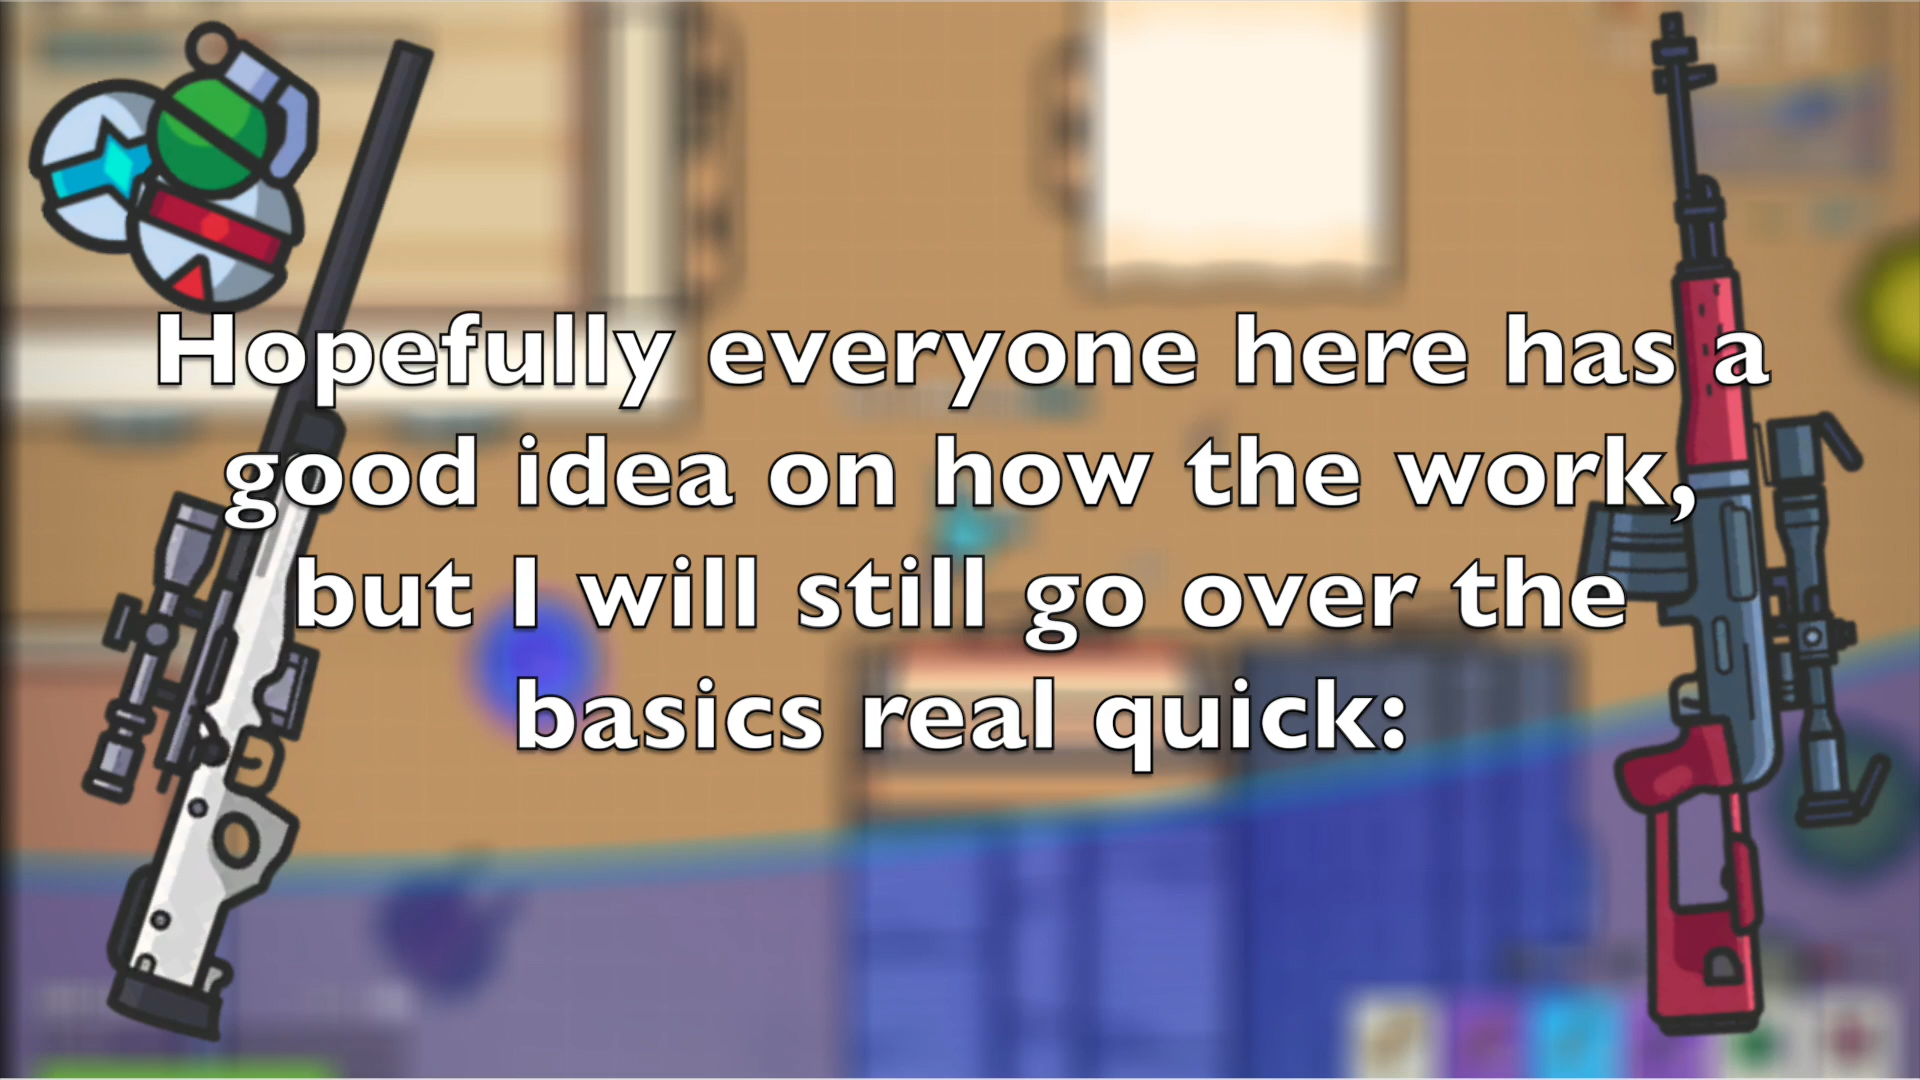 Hopefully everyone here has a
good idea on how the work,
but I will still go over the
basics real quick: